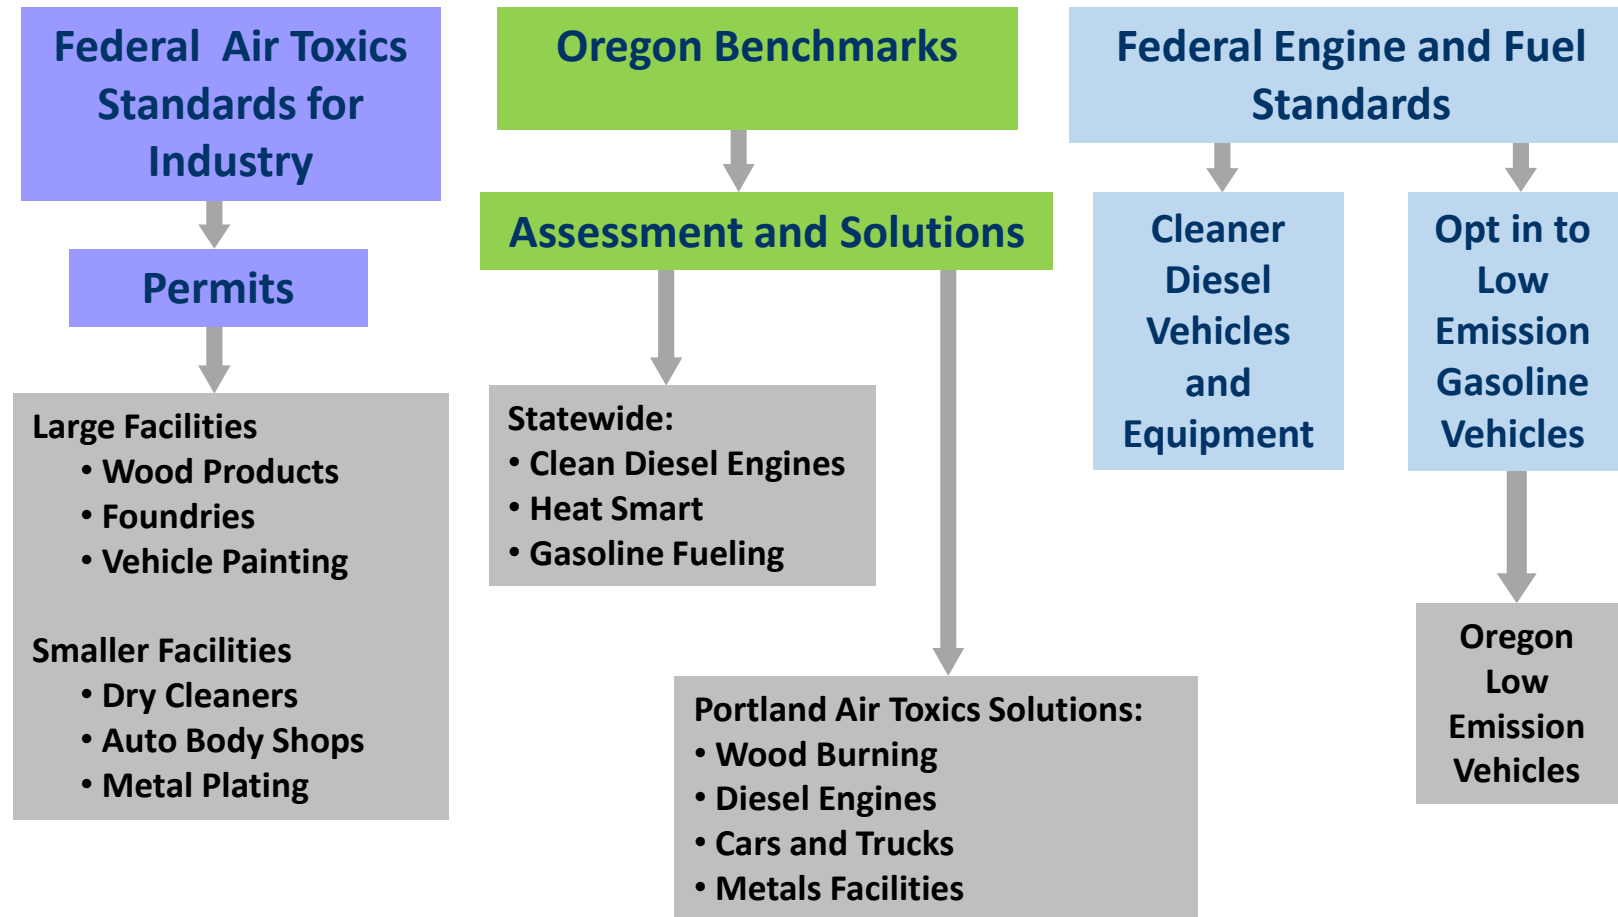 Federal Air Toxics
Standards for
Industry
Permits
Large Facilities
• Wood Products
• Foundries
• Vehicle Painting
Smaller Facilities
• Dry Cleaners
• Auto Body Shops
• Metal Plating
Oregon Benchmarks
Assessment and Solutions
Statewide:
• Clean Diesel Engines
• Heat Smart
• Gasoline Fueling
Portland Air Toxics Solutions:
• Wood Burning
• Diesel Engines
• Cars and Trucks
• Metals Facilities
Federal Engine and Fuel
Standards
Cleaner
Diesel
Vehicles
and
Equipment
Opt in to
Low
Emission
Gasoline
Vehicles
Oregon
Low
Emission
Vehicles